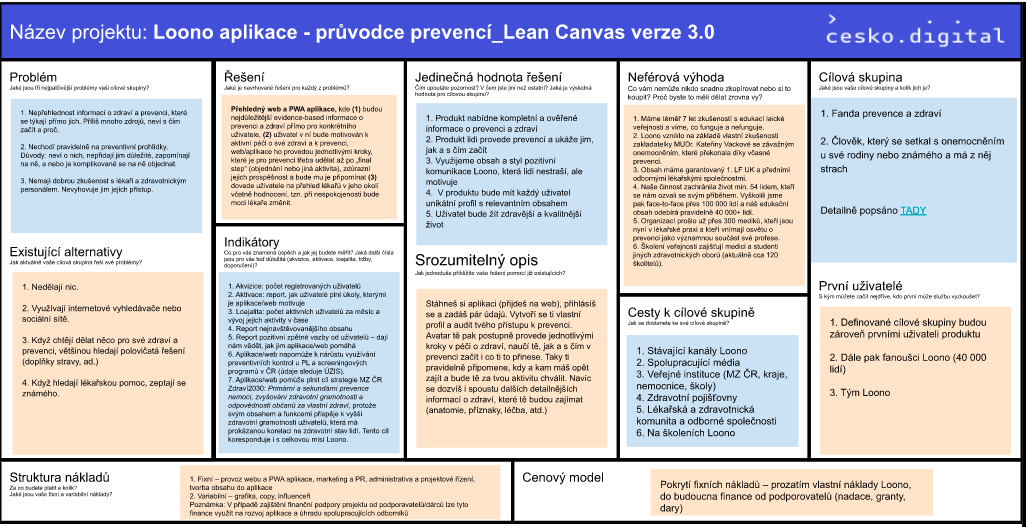 Název projektu: Loono aplikace - průvodce prevencí_Lean Canvas verze 3.0
cesko.digital
Problém
Jaké jsou tři nejpalčivější problémy vaší cílové skupiny?
1. Nepřehlednost informací o zdraví a prevenci, které
se týkají přímo jich. Příliš mnoho zdrojů, neví s čím
začít a proč.
2. Nechodí pravidelně na preventivní prohlídky.
Důvody: neví o nich, nepřidají jim důležité, zapomínají
na ně, a nebo je komplikované se na ně objednat.
3. Nemají dobrou zkušenost s lékaři a zdravotnickým
personálem. Nevyhovuje jim jejich přístup.
Existující alternativy
Jak aktuálně vaše cílová skupina řeší své problémy?
1. Nedělají nic.
2. Využívají internetové vyhledávače nebo
sociální sítě.
3. Když chtějí dělat něco pro své zdraví a
prevenci, většinou hledají polovičatá řešení
(doplňky stravy, ad.)
4. Když hledají lékařskou pomoc, zeptají se
známého.
Řešení
Jaké je navrhované řešení pro každý z problémů?
Přehledný web a PWA aplikace, kde (1) budou
nejdůležitější evidence-based informace o
prevenci a zdraví přímo pro konkrétního
uživatele, (2) uživatel v ní bude motivován k
aktivní péči o své zdraví a k prevenci,
web/aplikace ho provedou jednotlivými kroky,
které je pro prevenci třeba udělat až po „final
step“ (objednání nebo jiná aktivita), zdůrazní
jejich prospěšnost a bude mu je připomínat (3)
dovede uživatele na přehled lékařů v jeho okolí
včetně hodnocení, tzn. při nespokojenosti bude
moci lékaře změnit.
Indikátory
Co pro vás znamená úspěch a jak jej budete měřit? Jaká další čísla
jsou pro vás teď důležitá (akvizice, aktivace, loajalita, tržby,
doporučení)?
1. Akvizice: počet registrovaných uživatelů
2. Aktivace: report, jak uživatelé plní úkoly, kterými
je aplikace/web motivuje
3. Loajalita: počet aktivních uživatelů za měsíc a
vývoj jejich aktivity v čase
4. Report nejnavštěvovanějšího obsahu
5. Report pozitivní zpětné vazby od uživatelů – dají
nám vědět, jak jim aplikace/web pomáhá
6. Aplikace/web napomůže k nárůstu využívání
preventivních kontrol u PL a screeningových
programů v ČR (údaje sleduje ÚZIS).
7. Aplikace/web pomůže plnit cíl strategie MZ ČR
Zdraví2030: Primární a sekundární prevence
nemocí, zvyšování zdravotní gramotnosti a
odpovědnosti občanů za vlastní zdraví, protože
svým obsahem a funkcemi přispěje k vyšší
zdravotní gramotnosti uživatelů, která má
prokázanou korelaci na zdravotní stav lidí. Tento cíl
koresponduje i s celkovou misí Loono.
Jedinečná hodnota řešení
Čím upoutáte pozornost? V čem jste jiní než ostatní? Jaká je výsledná
hodnota pro cílovou skupinu?
1. Produkt nabídne kompletní a ověřené
informace o prevenci a zdraví
2. Produkt lidi provede prevencí a ukáže jim,
jak a s čím začít
3. Využijeme obsah a styl pozitivní
komunikace Loono, která lidi nestraší, ale
motivuje
4. V produktu bude mít každý uživatel
unikátní profil s relevantním obsahem
5. Uživatel bude žít zdravější a kvalitnější
život
Srozumitelný opis
Jak jednoduše přiblížíte vaše řešení pomocí již existujících?
Stáhneš si aplikaci (přijdeš na web), přihlásíš
se a zadáš pár údajů. Vytvoří se ti vlastní
profil a audit tvého přístupu k prevenci.
Avatar tě pak postupně provede jednotlivými
kroky v péči o zdraví, naučí tě, jak a s čím v
prevenci začít i co ti to přinese. Taky ti
pravidelně připomene, kdy a kam máš opět
zajít a bude tě za tvou aktivitu chválit. Navíc
se dozvíš i spoustu dalších detailnějších
informací o zdraví, které tě budou zajímat
(anatomie, příznaky, léčba, atd.)
Neférová výhoda
Co vám nemůže nikdo snadno zkopírovat nebo si to
koupit? Proč byste to měli dělat zrovna vy?
1. Máme téměř 7 let zkušeností s edukací laické
veřejnosti a víme, co funguje a nefunguje.
2. Loono vzniklo na základě vlastní zkušenosti
zakladatelky MUDr. Kateřiny Vackové se závažným
onemocněním, které překonala díky včasné
prevenci.
3. Obsah máme garantovaný 1. LF UK a předními
odbornými lékařskými společnostmi.
4. Naše činnost zachránila život min. 54 lidem, kteří
se nám ozvali se svým příběhem. Vyškolili jsme
pak face-to-face přes 100 000 lidí a náš edukační
obsah odebírá pravidelně 40 000+ lidí.
5. Organizací prošlo už přes 300 mediků, kteří jsou
nyní v lékařské praxi a kteří vnímají osvětu o
prevenci jako významnou součást své profese.
6. Školení veřejnosti zajišťují medici a studenti
jiných zdravotnických oborů (aktuálně cca 120
školitelů).
Cesty k cílové skupině
Jak se dostanete ke své cílové skupině?
1. Stávající kanály Loono
2. Spolupracující média
3. Veřejné instituce (MZ ČR, kraje,
nemocnice, školy)
4. Zdravotní pojišťovny
5. Lékařská a zdravotnická
komunita a odborné společnosti
6. Na školeních Loono
Cílová skupina
Jaké jsou vaše cílové skupiny a kolik jich je?
1. Fanda prevence a zdraví
2. Člověk, který se setkal s onemocněním
u své rodiny nebo známého a má z něj
strach
Detailně popsáno TADY
První uživatelé
S kým můžete začít nejdříve, kdo první může službu vyzkoušet?
1. Definované cílové skupiny budou
zároveň prvními uživateli produktu
2. Dále pak fanoušci Loono (40 000
lidí)
3. Tým Loono
Struktura nákladů
Za co budete platit a kolik?
Jaké jsou vaše fixní a variabilní náklady?
1. Fixní – provoz webu a PWA aplikace, marketing a PR, administrativa a projektové řízení,
tvorba obsahu do aplikace
2. Variabilní – grafika, copy, influenceři
Poznámka: V případě zajištění finanční podpory projektu od podporovatelů/dárců lze tyto
finance využít na rozvoj aplikace a úhradu spolupracujících odborníků
Cenový model
Pokrytí fixních nákladů – prozatím vlastní náklady Loono,
do budoucna finance od podporovatelů (nadace, granty,
dary)